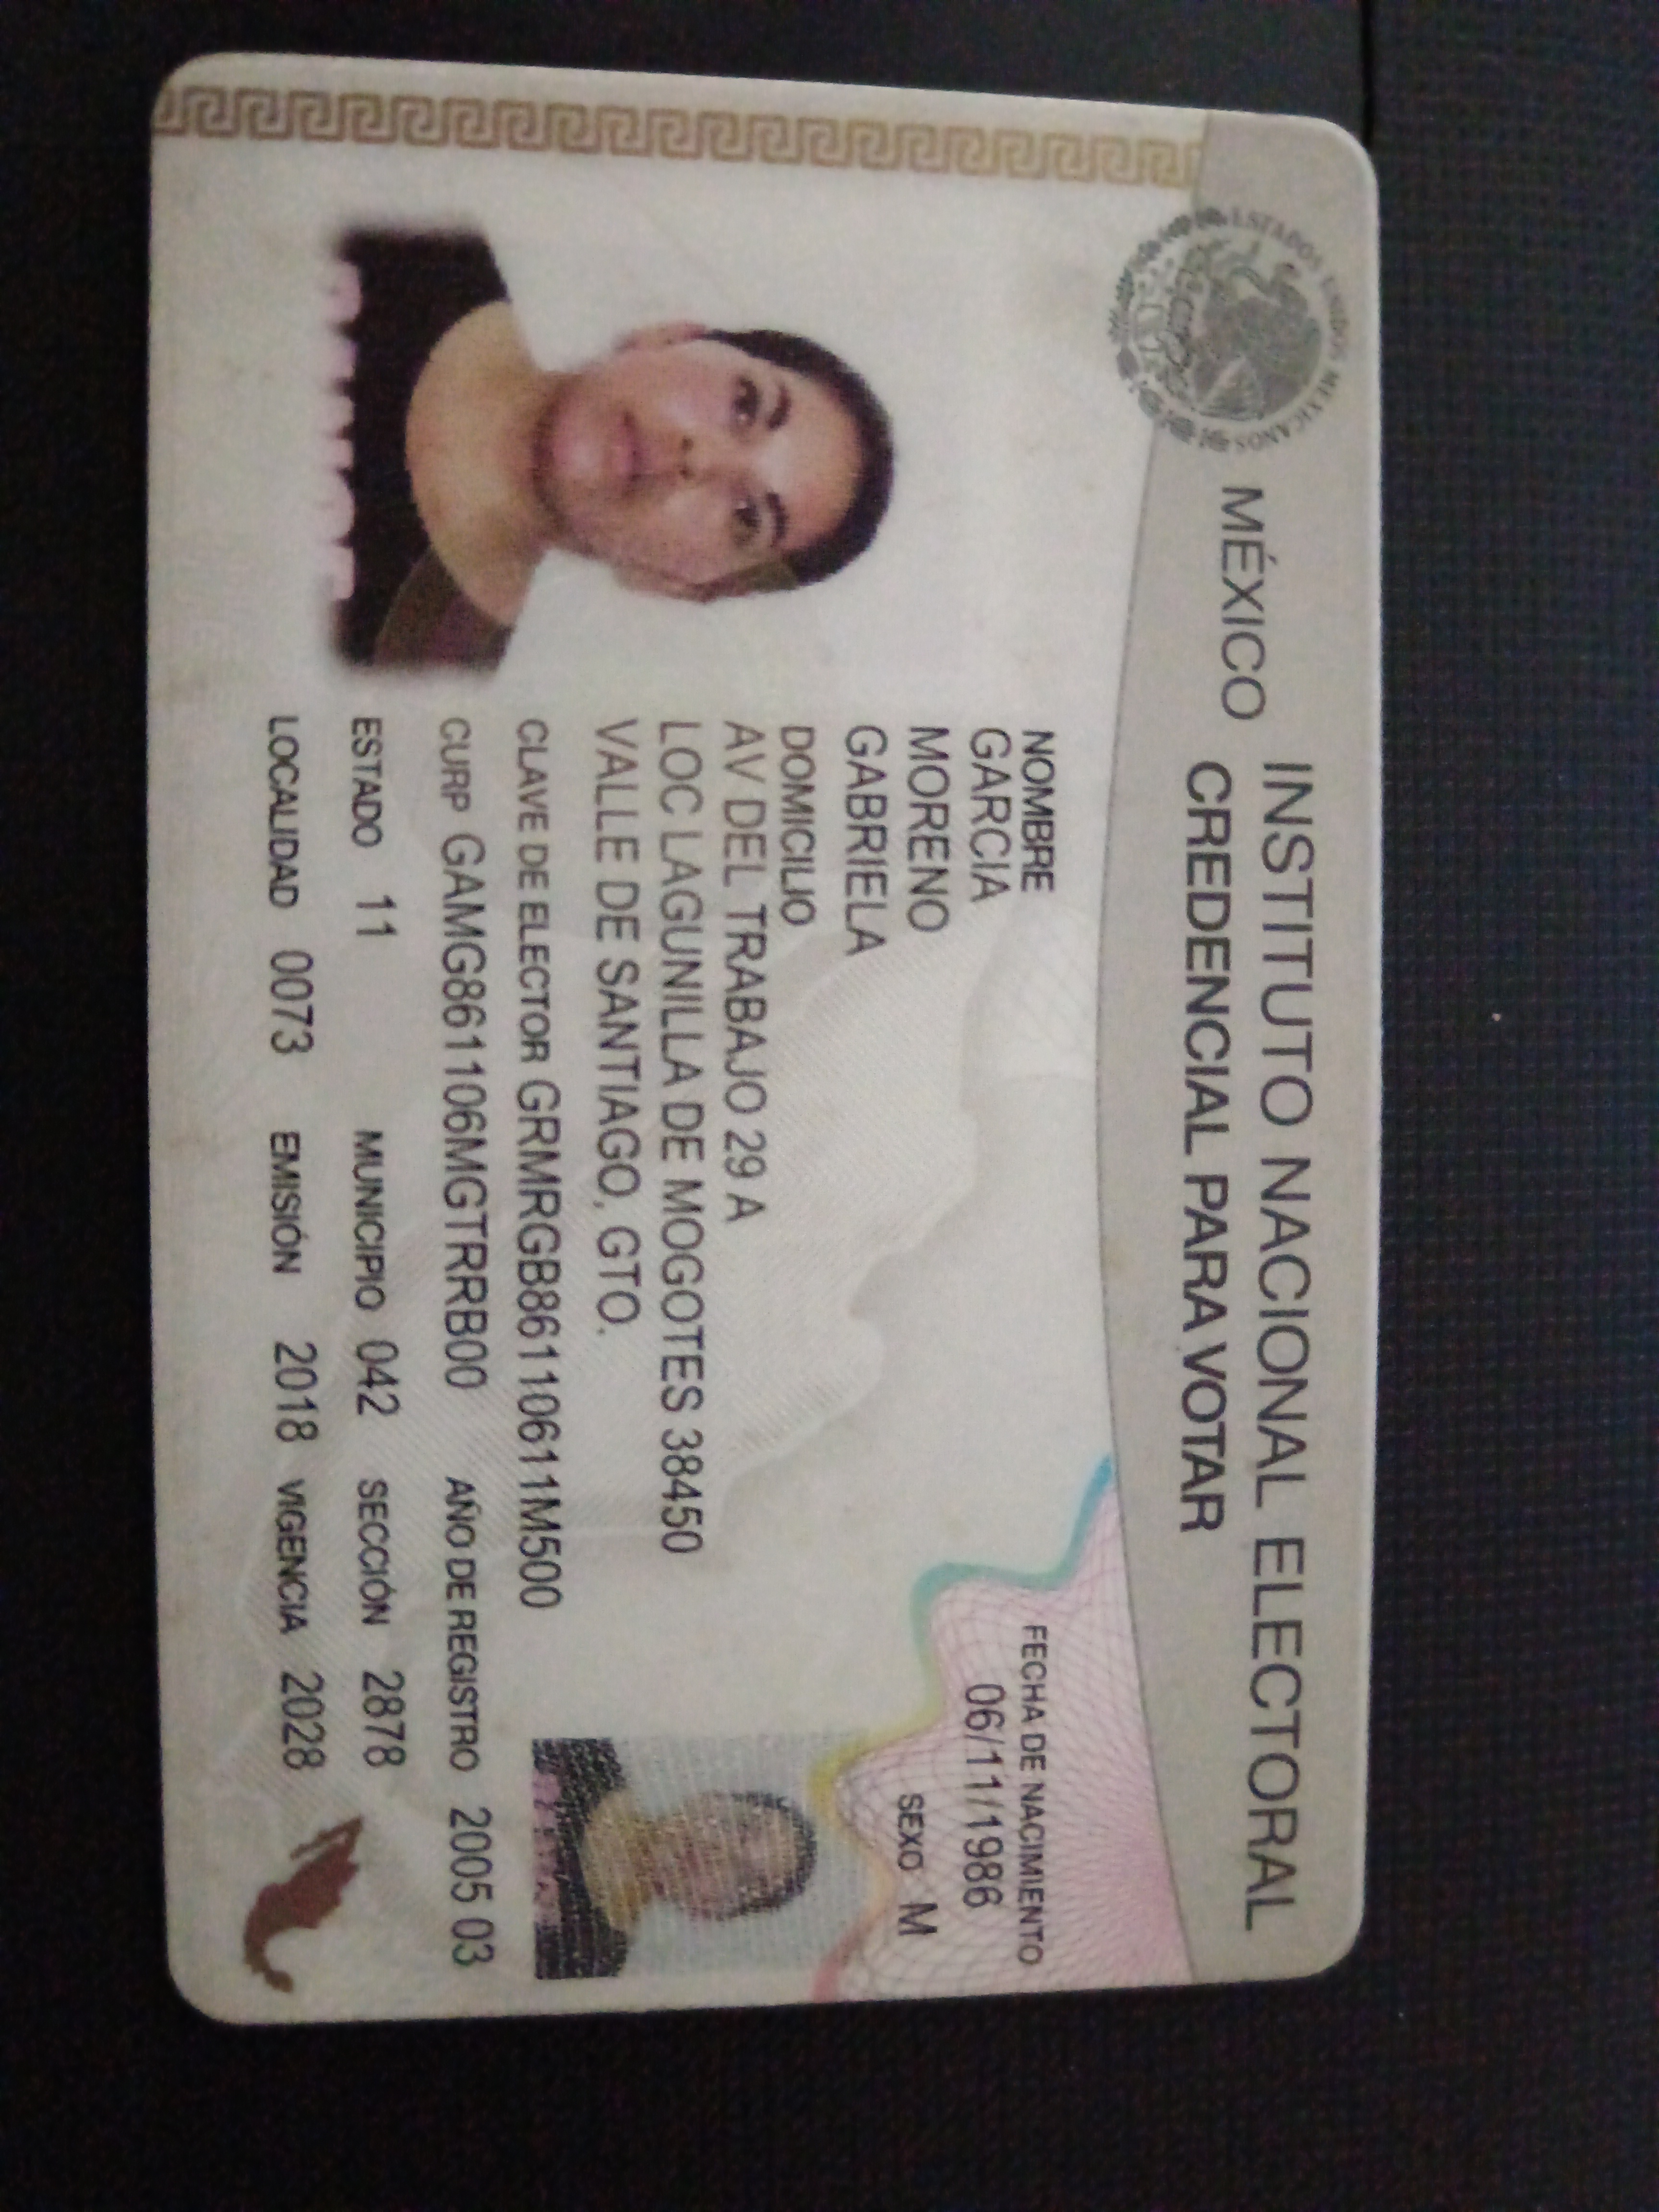 ESTADOS UNIDOS MEXICANOS
MÉXICO INSTITUTO NACIONAL ELECTORAL
CREDENCIAL PARA VOTAR
NOMBRE
GARCIA
MORENO
GABRIELA
FECHA DE NACIMIENTO
06/11/1986
SEXO M
DOMICILIO
AV DEL TRABAJO 29 A
LOC LAGUNILLA DE MOGOTES 38450
VALLE DE SANTIAGO, GTO.
CLAVE DE ELECTOR GRMRGB86110611M500
CURP GAMG861106MGTRRB00 AÑO DE REGISTRO 2005 03
ESTADO 11 MUNICIPIO 042 SECCIÓN 2878
LOCALIDAD 0073 EMISIÓN 2018 VIGENCIA 2028